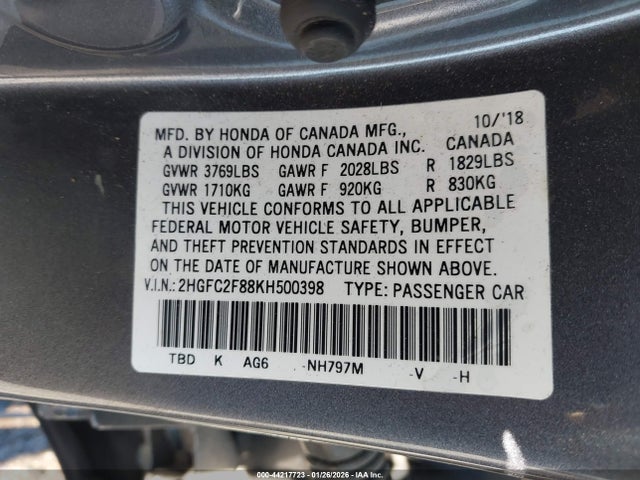 10/'18
MFD. BY HONDA OF CANADA MFG., CANADA
A DIVISION OF HONDA CANADA INC.
GVWR 3769LBS GAWR F 2028LBS R 1829LBS
GVWR 1710KG GAWR F 920KG R 830KG
THIS VEHICLE CONFORMS TO ALL APPLICABLE
FEDERAL MOTOR VEHICLE SAFETY, BUMPER,
AND THEFT PREVENTION STANDARDS IN EFFECT
ON THE DATE OF MANUFACTURE SHOWN ABOVE.
V.I.N.:2HGFC2F88KH500398 TYPE: PASSENGER CAR
TBD K AG6 -NH797M -V -H
000-44217723 - 01/26/2026 - IAA Inc.